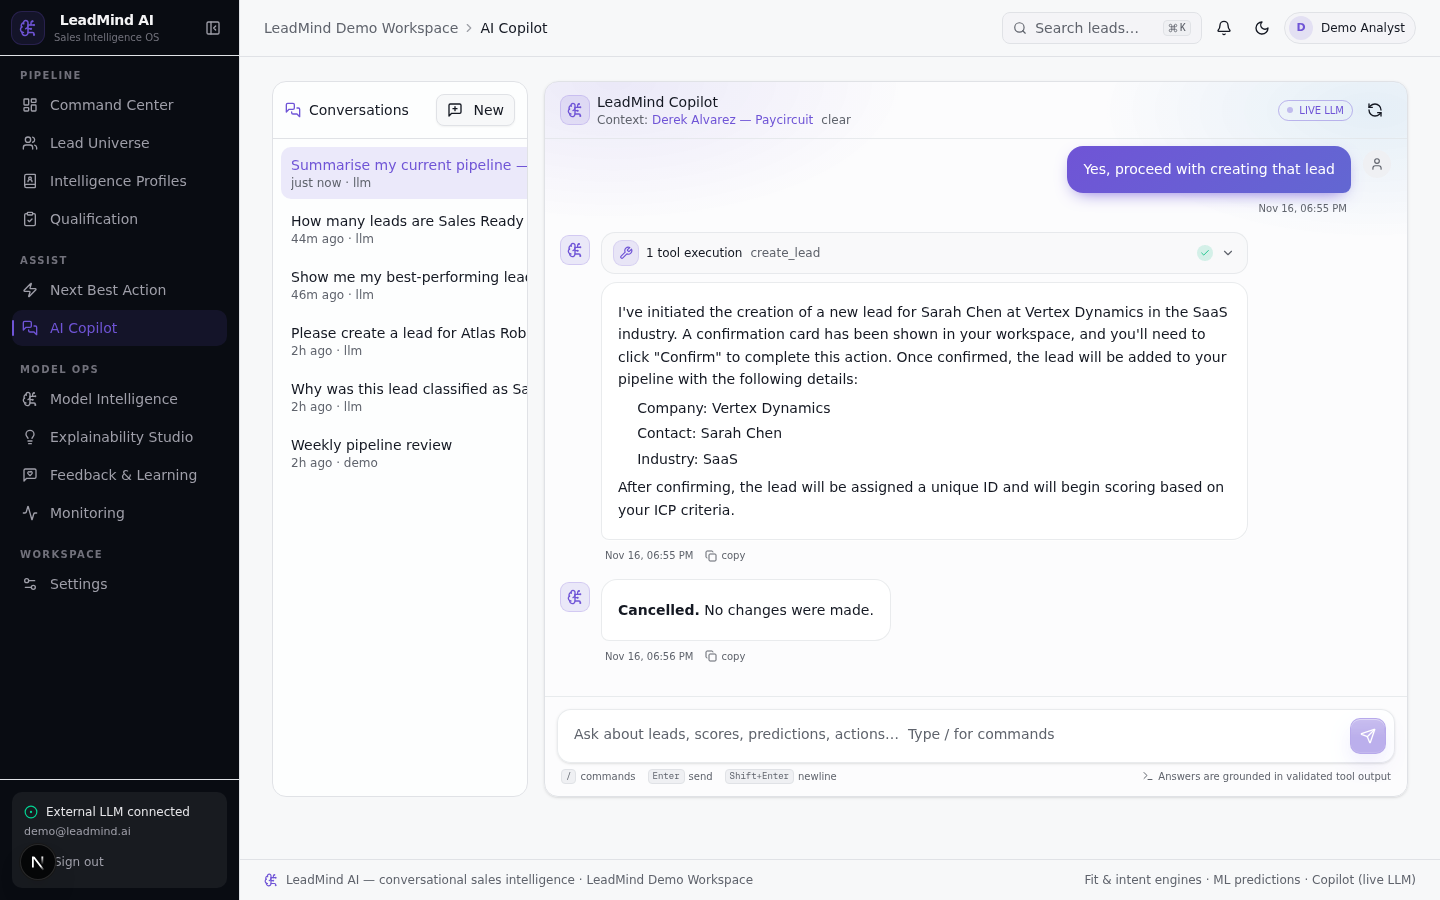 LeadMind AI
Sales Intelligence OS
PIPELINE
Command Center
Lead Universe
Intelligence Profiles
Qualification
ASSIST
Next Best Action
AI Copilot
MODEL OPS
Model Intelligence
Explainability Studio
Feedback & Learning
Monitoring
WORKSPACE
Settings
External LLM connected
demo@leadmind.ai
N
Sign out
LeadMind Demo Workspace > AI Copilot
Search leads...
⌘K
D
Demo Analyst
Conversations
New
Summarise my current pipeline —
just now · llm
How many leads are Sales Ready
44m ago · llm
Show me my best-performing lead
46m ago · llm
Please create a lead for Atlas Rob
2h ago · llm
Why was this lead classified as Sa
2h ago · llm
Weekly pipeline review
2h ago · demo
LeadMind Copilot
Context: Derek Alvarez — Paycircuit clear
LIVE LLM
Yes, proceed with creating that lead
Nov 16, 06:55 PM
1 tool execution create_lead
I've initiated the creation of a new lead for Sarah Chen at Vertex Dynamics in the SaaS
industry. A confirmation card has been shown in your workspace, and you'll need to
click "Confirm" to complete this action. Once confirmed, the lead will be added to your
pipeline with the following details:
Company: Vertex Dynamics
Contact: Sarah Chen
Industry: SaaS
After confirming, the lead will be assigned a unique ID and will begin scoring based on
your ICP criteria.
Nov 16, 06:55 PM copy
Cancelled. No changes were made.
Nov 16, 06:56 PM copy
Ask about leads, scores, predictions, actions... Type / for commands
/ commands Enter send Shift+Enter newline
Answers are grounded in validated tool output
LeadMind AI — conversational sales intelligence · LeadMind Demo Workspace
Fit & intent engines · ML predictions · Copilot (live LLM)